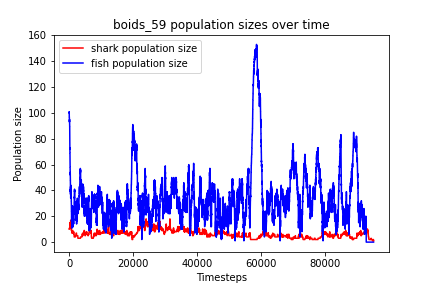 boids_59 population sizes over time
shark population size
fish population size
Population size
160
140
120
100
80
60
40
20
0
0
20000
40000
60000
80000
Timesteps